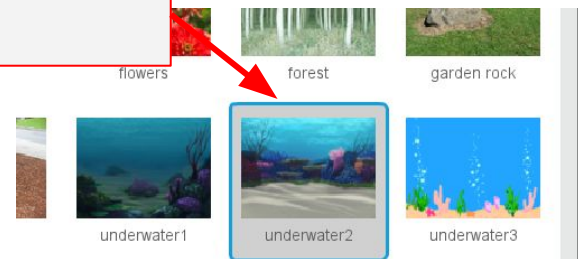 flowers
forest
garden rock
underwater1
underwater2
underwater3